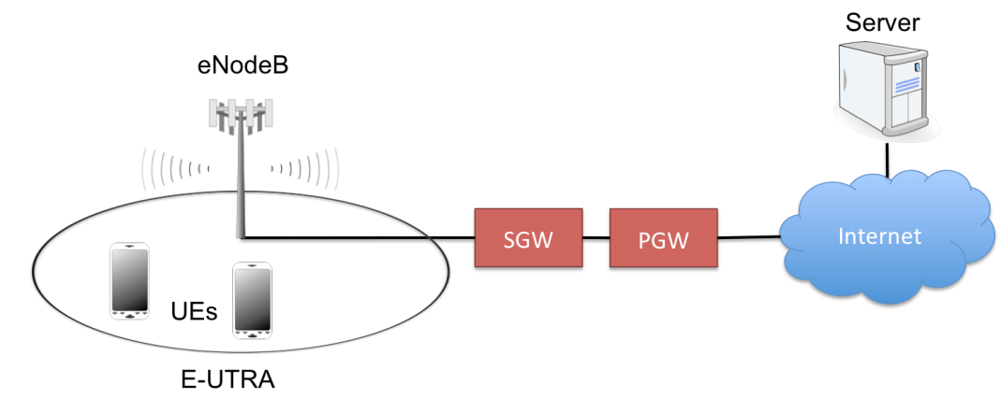 Server
eNodeB
SGW
PGW
Internet
UEs
E-UTRA